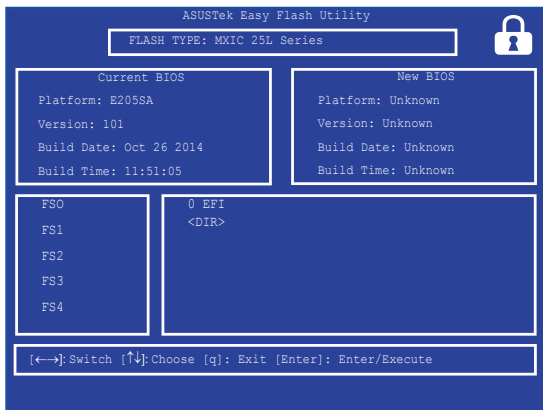 ASUSTek Easy Flash Utility
FLASH TYPE: MXIC 25L Series
Current BIOS
Platform: E205SA
Version: 101
Build Date: Oct 26 2014
Build Time: 11:51:05
New BIOS
Platform: Unknown
Version: Unknown
Build Date: Unknown
Build Time: Unknown
FSO
FS1
FS2
FS3
FS4
0 EFI
<DIR>
[←→]: Switch [↑↓]: Choose [q]: Exit [Enter]: Enter/Execute